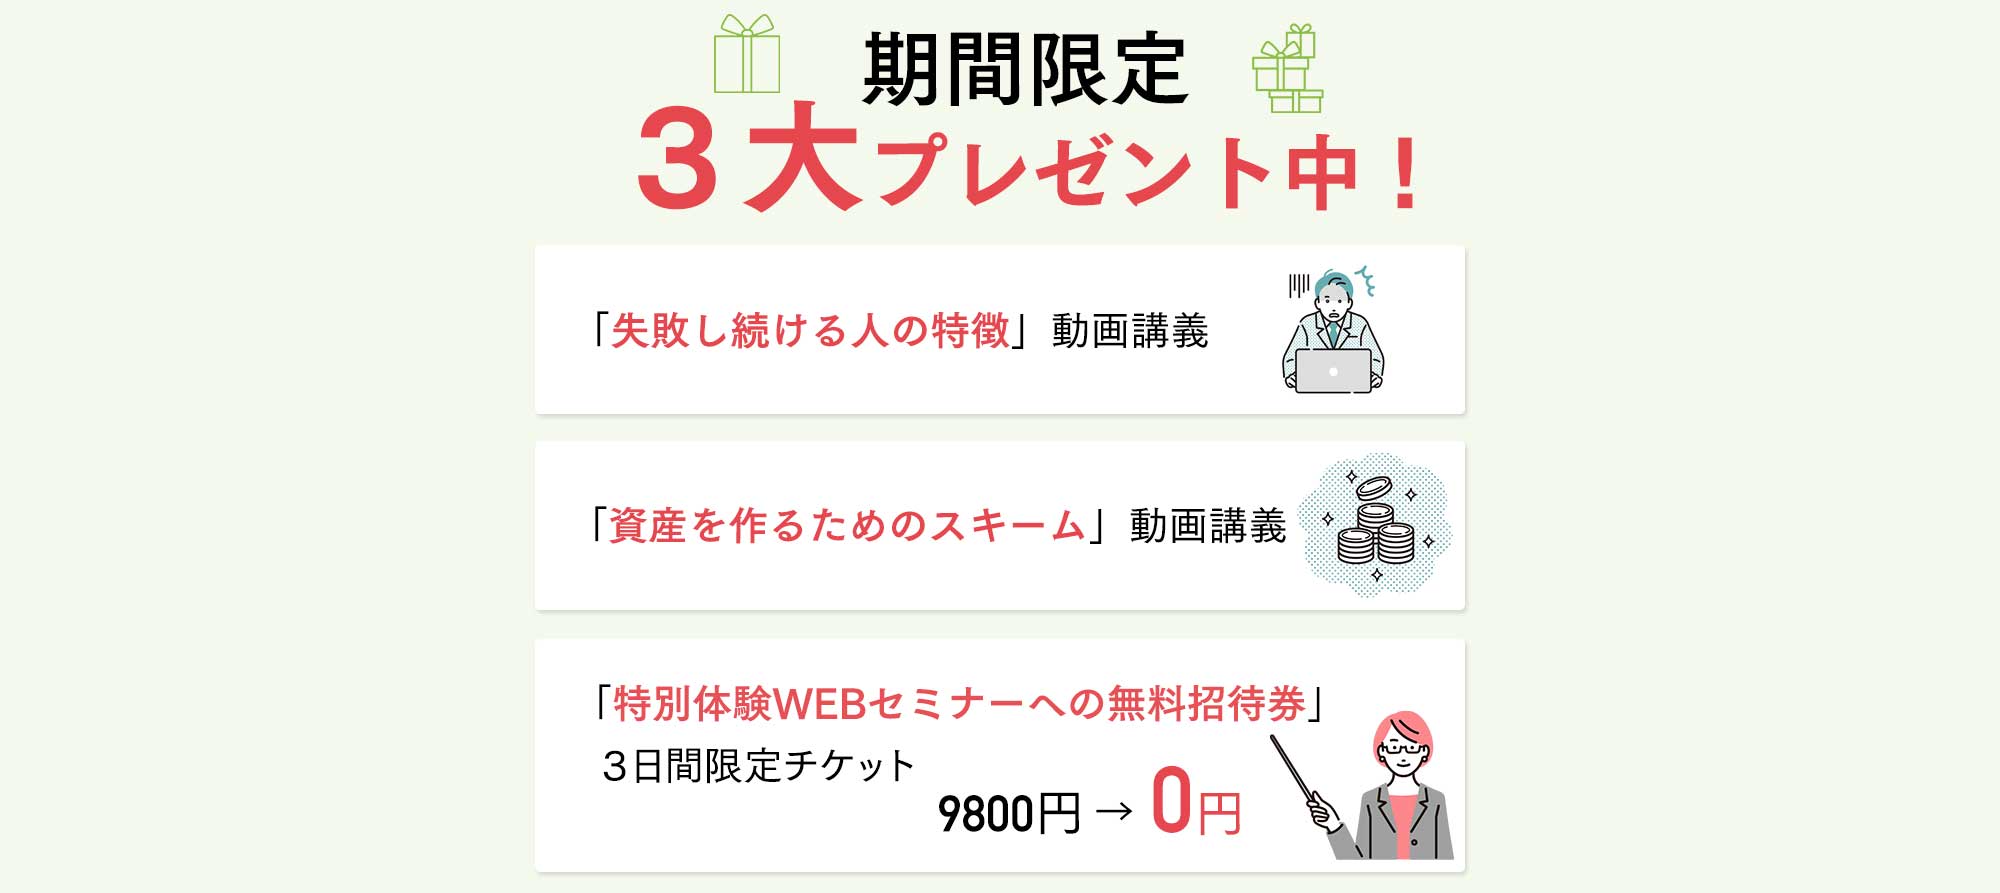 期間限定
３大プレゼント中！
「失敗し続ける人の特徴」動画講義
「資産を作るためのスキーム」動画講義
「特別体験WEBセミナーへの無料招待券」
３日間限定チケット
9800円→0円